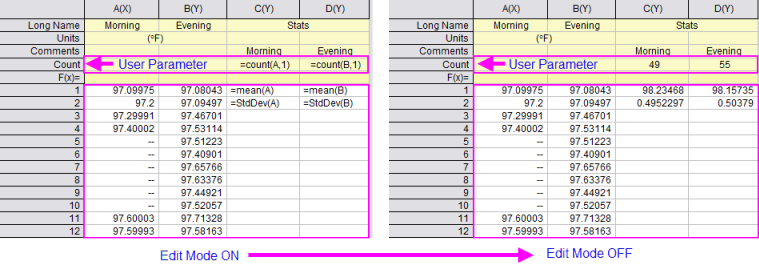 A(X) B(Y) C(Y) D(Y)
Long Name Morning Evening Stats
Units (°F)
Comments Morning Evening
Count User Parameter =count(A,1) =count(B,1)
F(x)=
1 97.09975 97.08043 =mean(A) =mean(B)
2 97.2 97.09497 =StdDev(A) =StdDev(B)
3 97.29991 97.46701
4 97.40002 97.53114
5 -- 97.51223
6 -- 97.40901
7 -- 97.65766
8 -- 97.63376
9 -- 97.44921
10 -- 97.52057
11 97.60003 97.71328
12 97.59993 97.58163
Edit Mode ON
A(X) B(Y) C(Y) D(Y)
Long Name Morning Evening Stats
Units (°F)
Comments Morning Evening
Count User Parameter 49 55
F(x)=
1 97.09975 97.08043 98.23468 98.15735
2 97.2 97.09497 0.4952297 0.50379
3 97.29991 97.46701
4 97.40002 97.53114
5 -- 97.51223
6 -- 97.40901
7 -- 97.65766
8 -- 97.63376
9 -- 97.44921
10 -- 97.52057
11 97.60003 97.71328
12 97.59993 97.58163
Edit Mode OFF